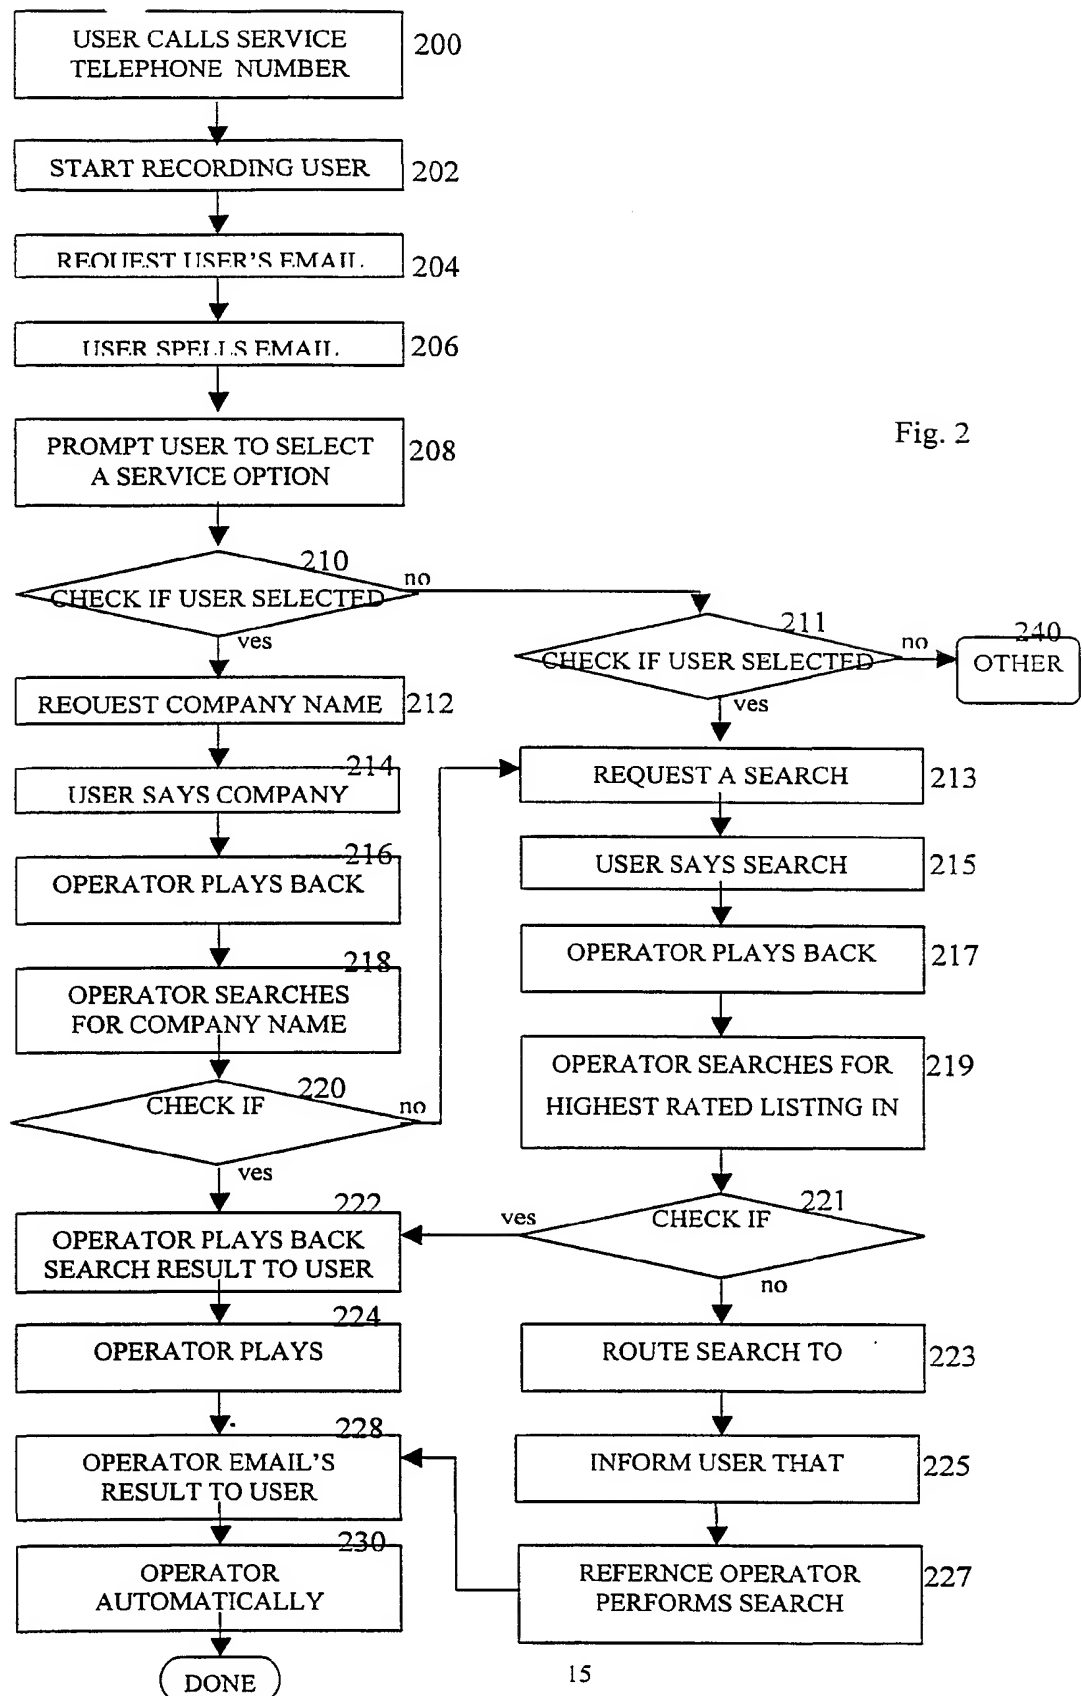 USER CALLS SERVICE
TELEPHONE NUMBER
200
START RECORDING USER
202
REQUEST USER'S EMAIL
204
USER SPELLS EMAIL
206
PROMPT USER TO SELECT
A SERVICE OPTION
208
Fig. 2
210
CHECK IF USER SELECTED
no
yes
211
CHECK IF USER SELECTED
no
yes
240
OTHER
REQUEST COMPANY NAME
212
214
USER SAYS COMPANY
216
OPERATOR PLAYS BACK
218
OPERATOR SEARCHES
FOR COMPANY NAME
220
CHECK IF
no
yes
REQUEST A SEARCH
213
USER SAYS SEARCH
215
OPERATOR PLAYS BACK
217
OPERATOR SEARCHES FOR
HIGHEST RATED LISTING IN
219
221
CHECK IF
yes
no
222
OPERATOR PLAYS BACK
SEARCH RESULT TO USER
224
OPERATOR PLAYS
228
OPERATOR EMAIL'S
RESULT TO USER
230
OPERATOR
AUTOMATICALLY
DONE
ROUTE SEARCH TO
223
INFORM USER THAT
225
REFERNCE OPERATOR
PERFORMS SEARCH
227
15